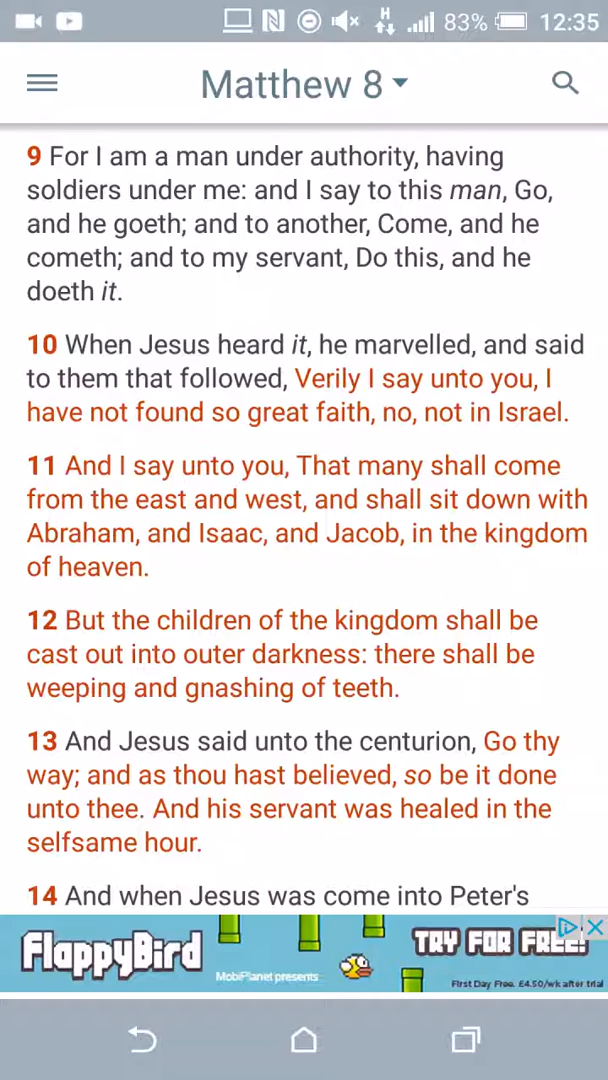 H
83%
12:35
Matthew 8
9 For I am a man under authority, having
soldiers under me: and I say to this man, Go,
and he goeth; and to another, Come, and he
cometh; and to my servant, Do this, and he
doeth it.
10 When Jesus heard it, he marvelled, and said
to them that followed, Verily I say unto you, I
have not found so great faith, no, not in Israel.
11 And I say unto you, That many shall come
from the east and west, and shall sit down with
Abraham, and Isaac, and Jacob, in the kingdom
of heaven.
12 But the children of the kingdom shall be
cast out into outer darkness: there shall be
weeping and gnashing of teeth.
13 And Jesus said unto the centurion, Go thy
way; and as thou hast believed, so be it done
unto thee. And his servant was healed in the
selfsame hour.
14 And when Jesus was come into Peter's
FlappyBird
MobiPlanet presents
TRY FOR FREE!
First Day Free. £4.50/wk after trial